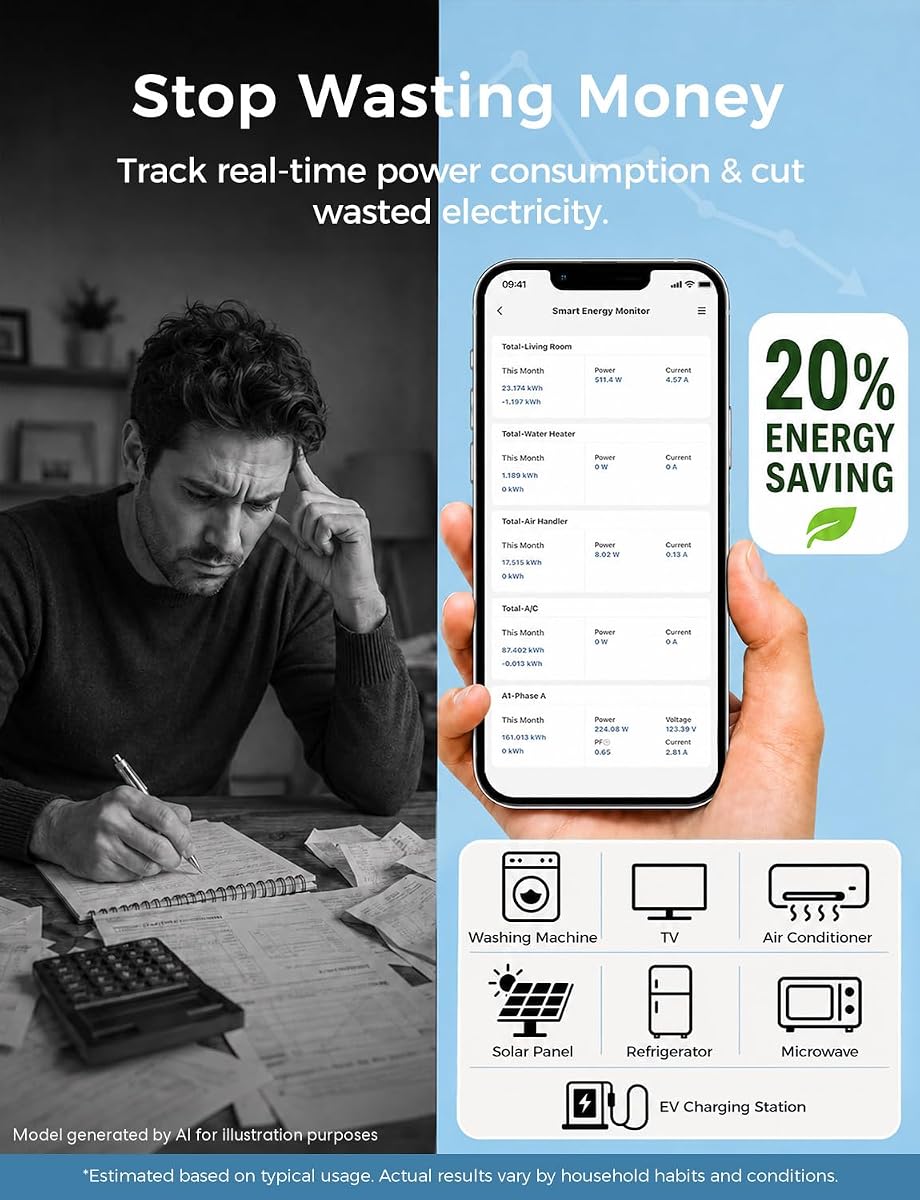 Stop Wasting Money
Track real-time power consumption & cut
wasted electricity.
09:41
Smart Energy Monitor
Total-Living Room
This Month
Power
Current
23.174 kWh
511.4 W
4.57 A
-1.197 kWh
Total-Water Heater
This Month
Power
Current
1.189 kWh
0 W
0 A
0 kWh
Total-Air Handler
This Month
Power
Current
17.515 kWh
8.02 W
0.13 A
0 kWh
Total-A/C
This Month
Power
Current
87.402 kWh
0 W
0 A
-0.013 kWh
A1-Phase A
This Month
Power
Voltage
161.013 kWh
224.08 W
123.39 V
0 kWh
PF
Current
0.65
2.81 A
20%
ENERGY
SAVING
Washing Machine
TV
Air Conditioner
Solar Panel
Refrigerator
Microwave
EV Charging Station
Model generated by AI for illustration purposes
*Estimated based on typical usage. Actual results vary by household habits and conditions.